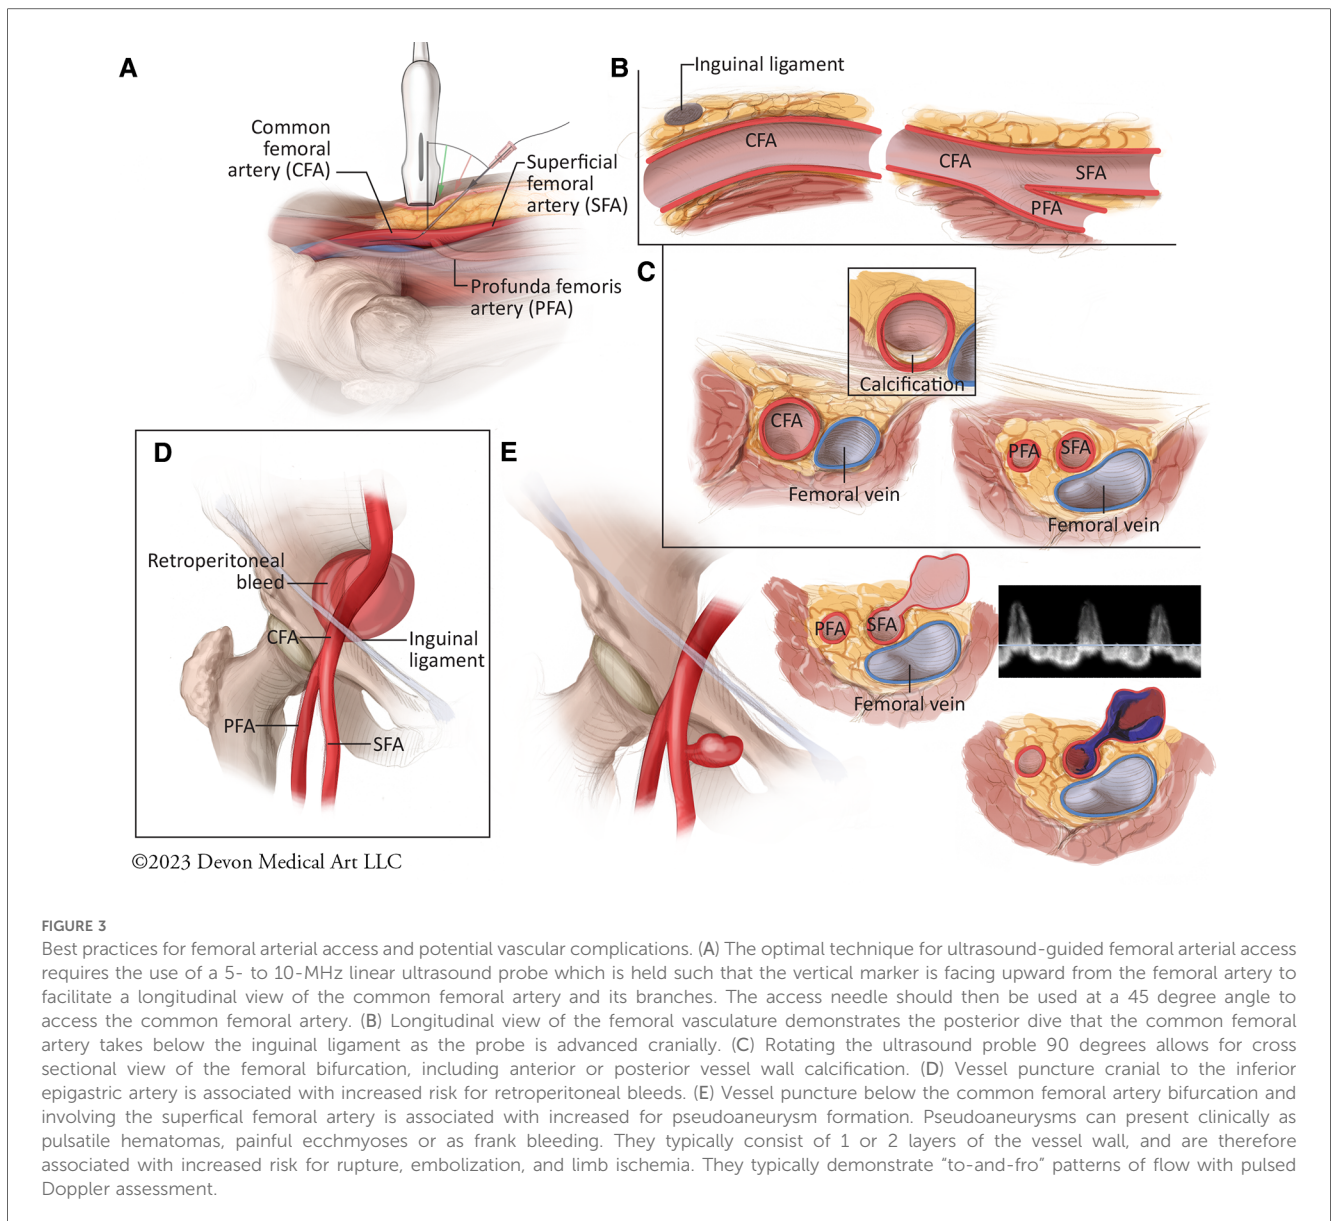 A
Common
femoral
artery (CFA)
Superficial
femoral
artery (SFA)
Profunda femoris
artery (PFA)
B
Inguinal ligament
CFA
CFA
SFA
PFA
C
Calcification
CFA
Femoral vein
PFA
SFA
Femoral vein
D
Retroperitoneal
bleed
CFA
Inguinal
ligament
PFA
SFA
E
PFA
SFA
Femoral vein
©2023 Devon Medical Art LLC
FIGURE 3
Best practices for femoral arterial access and potential vascular complications. (A) The optimal technique for ultrasound-guided femoral arterial access
requires the use of a 5- to 10-MHz linear ultrasound probe which is held such that the vertical marker is facing upward from the femoral artery to
facilitate a longitudinal view of the common femoral artery and its branches. The access needle should then be used at a 45 degree angle to
access the common femoral artery. (B) Longitudinal view of the femoral vasculature demonstrates the posterior dive that the common femoral
artery takes below the inguinal ligament as the probe is advanced cranially. (C) Rotating the ultrasound proble 90 degrees allows for cross
sectional view of the femoral bifurcation, including anterior or posterior vessel wall calcification. (D) Vessel puncture cranial to the inferior
epigastric artery is associated with increased risk for retroperitoneal bleeds. (E) Vessel puncture below the common femoral artery bifurcation and
involving the superfical femoral artery is associated with increased for pseudoaneurysm formation. Pseudoaneurysms can present clinically as
pulsatile hematomas, painful ecchmyoses or as frank bleeding. They typically consist of 1 or 2 layers of the vessel wall, and are therefore
associated with increased risk for rupture, embolization, and limb ischemia. They typically demonstrate “to-and-fro” patterns of flow with pulsed
Doppler assessment.